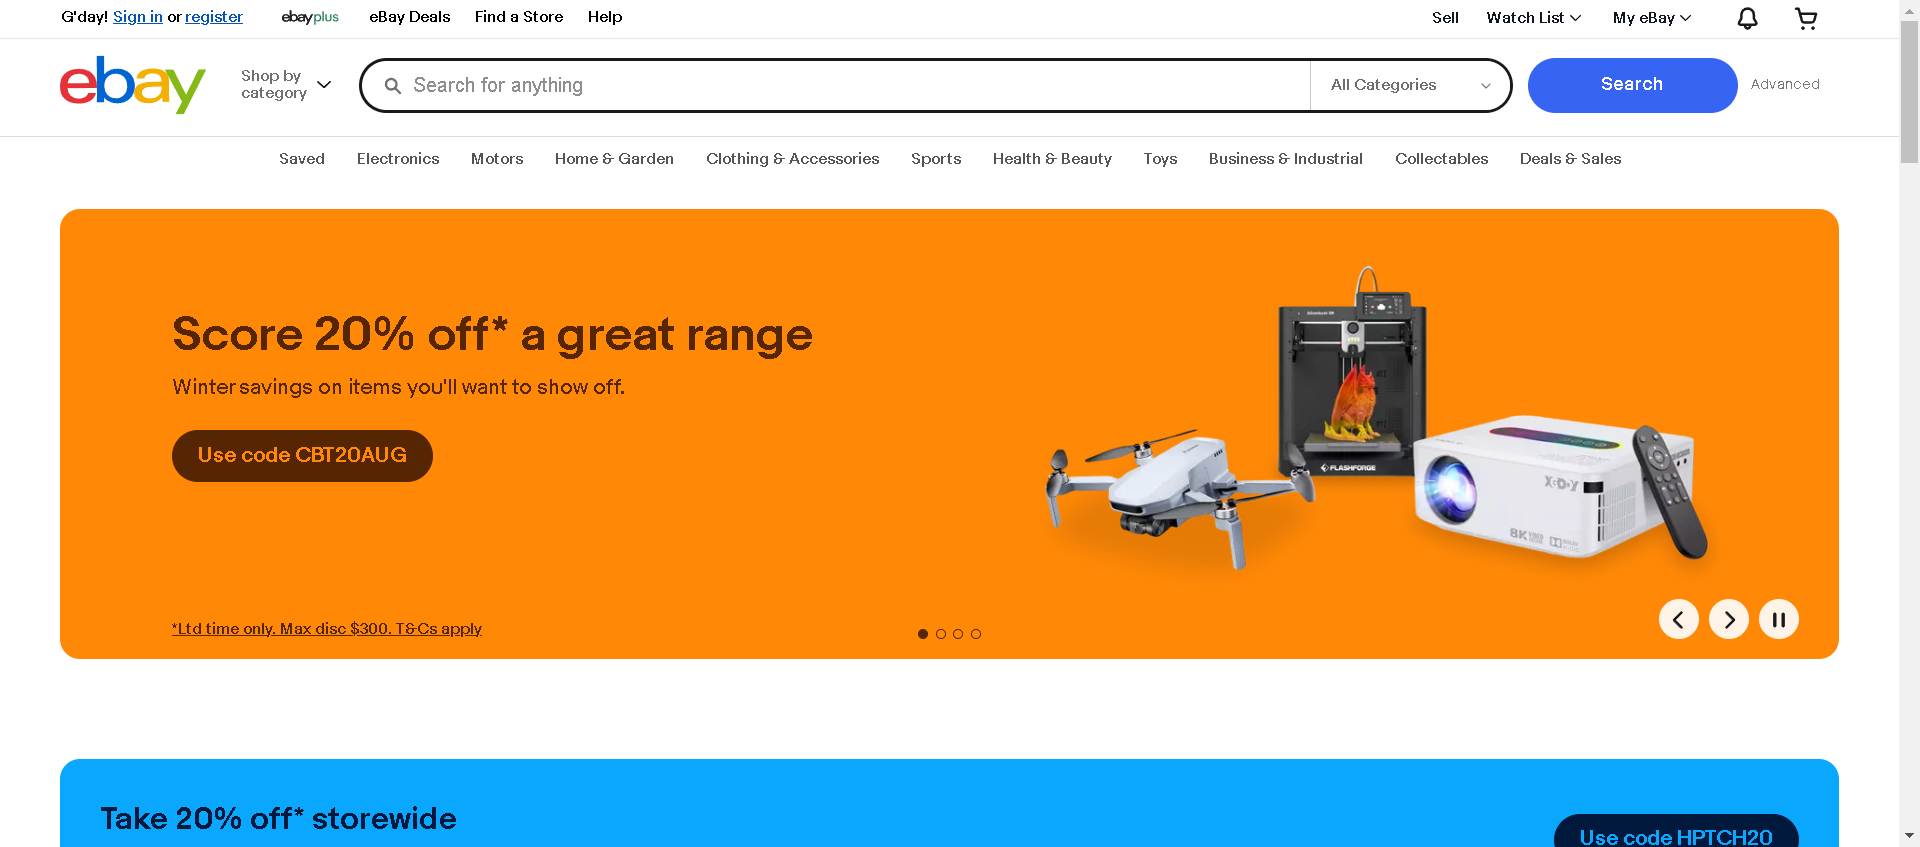 G'day! Sign in or register
ebayplus
eBay Deals
Find a Store
Help
Sell
Watch List
My eBay
ebay
Shop by
category
Search for anything
All Categories
Search
Advanced
Saved
Electronics
Motors
Home & Garden
Clothing & Accessories
Sports
Health & Beauty
Toys
Business & Industrial
Collectables
Deals & Sales
Score 20% off* a great range
Winter savings on items you'll want to show off.
Use code CBT20AUG
FLASHFORGE
8K
*Ltd time only. Max disc $300. T&Cs apply
Take 20% off* storewide
Use code HPTCH20